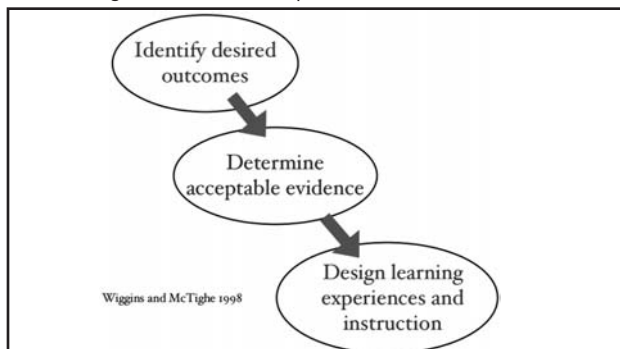 Identify desired
outcomes
Determine
acceptable evidence
Design learning
experiences and
instruction
Wiggins and McTighe 1998